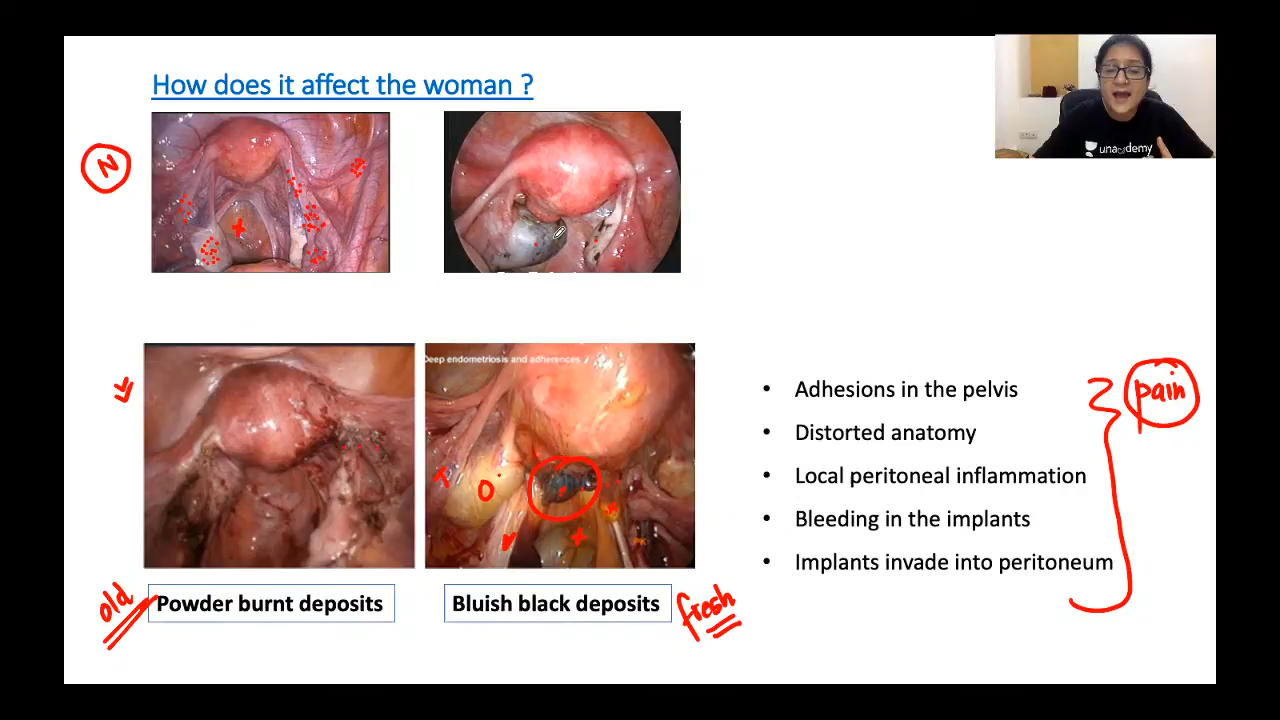 How does it affect the woman ?
unacademy
N
Deep endometriosis and adherences
T
O
Adhesions in the pelvis
pain
Distorted anatomy
Local peritoneal inflammation
Bleeding in the implants
Implants invade into peritoneum
old
Powder burnt deposits
Bluish black deposits
fresh